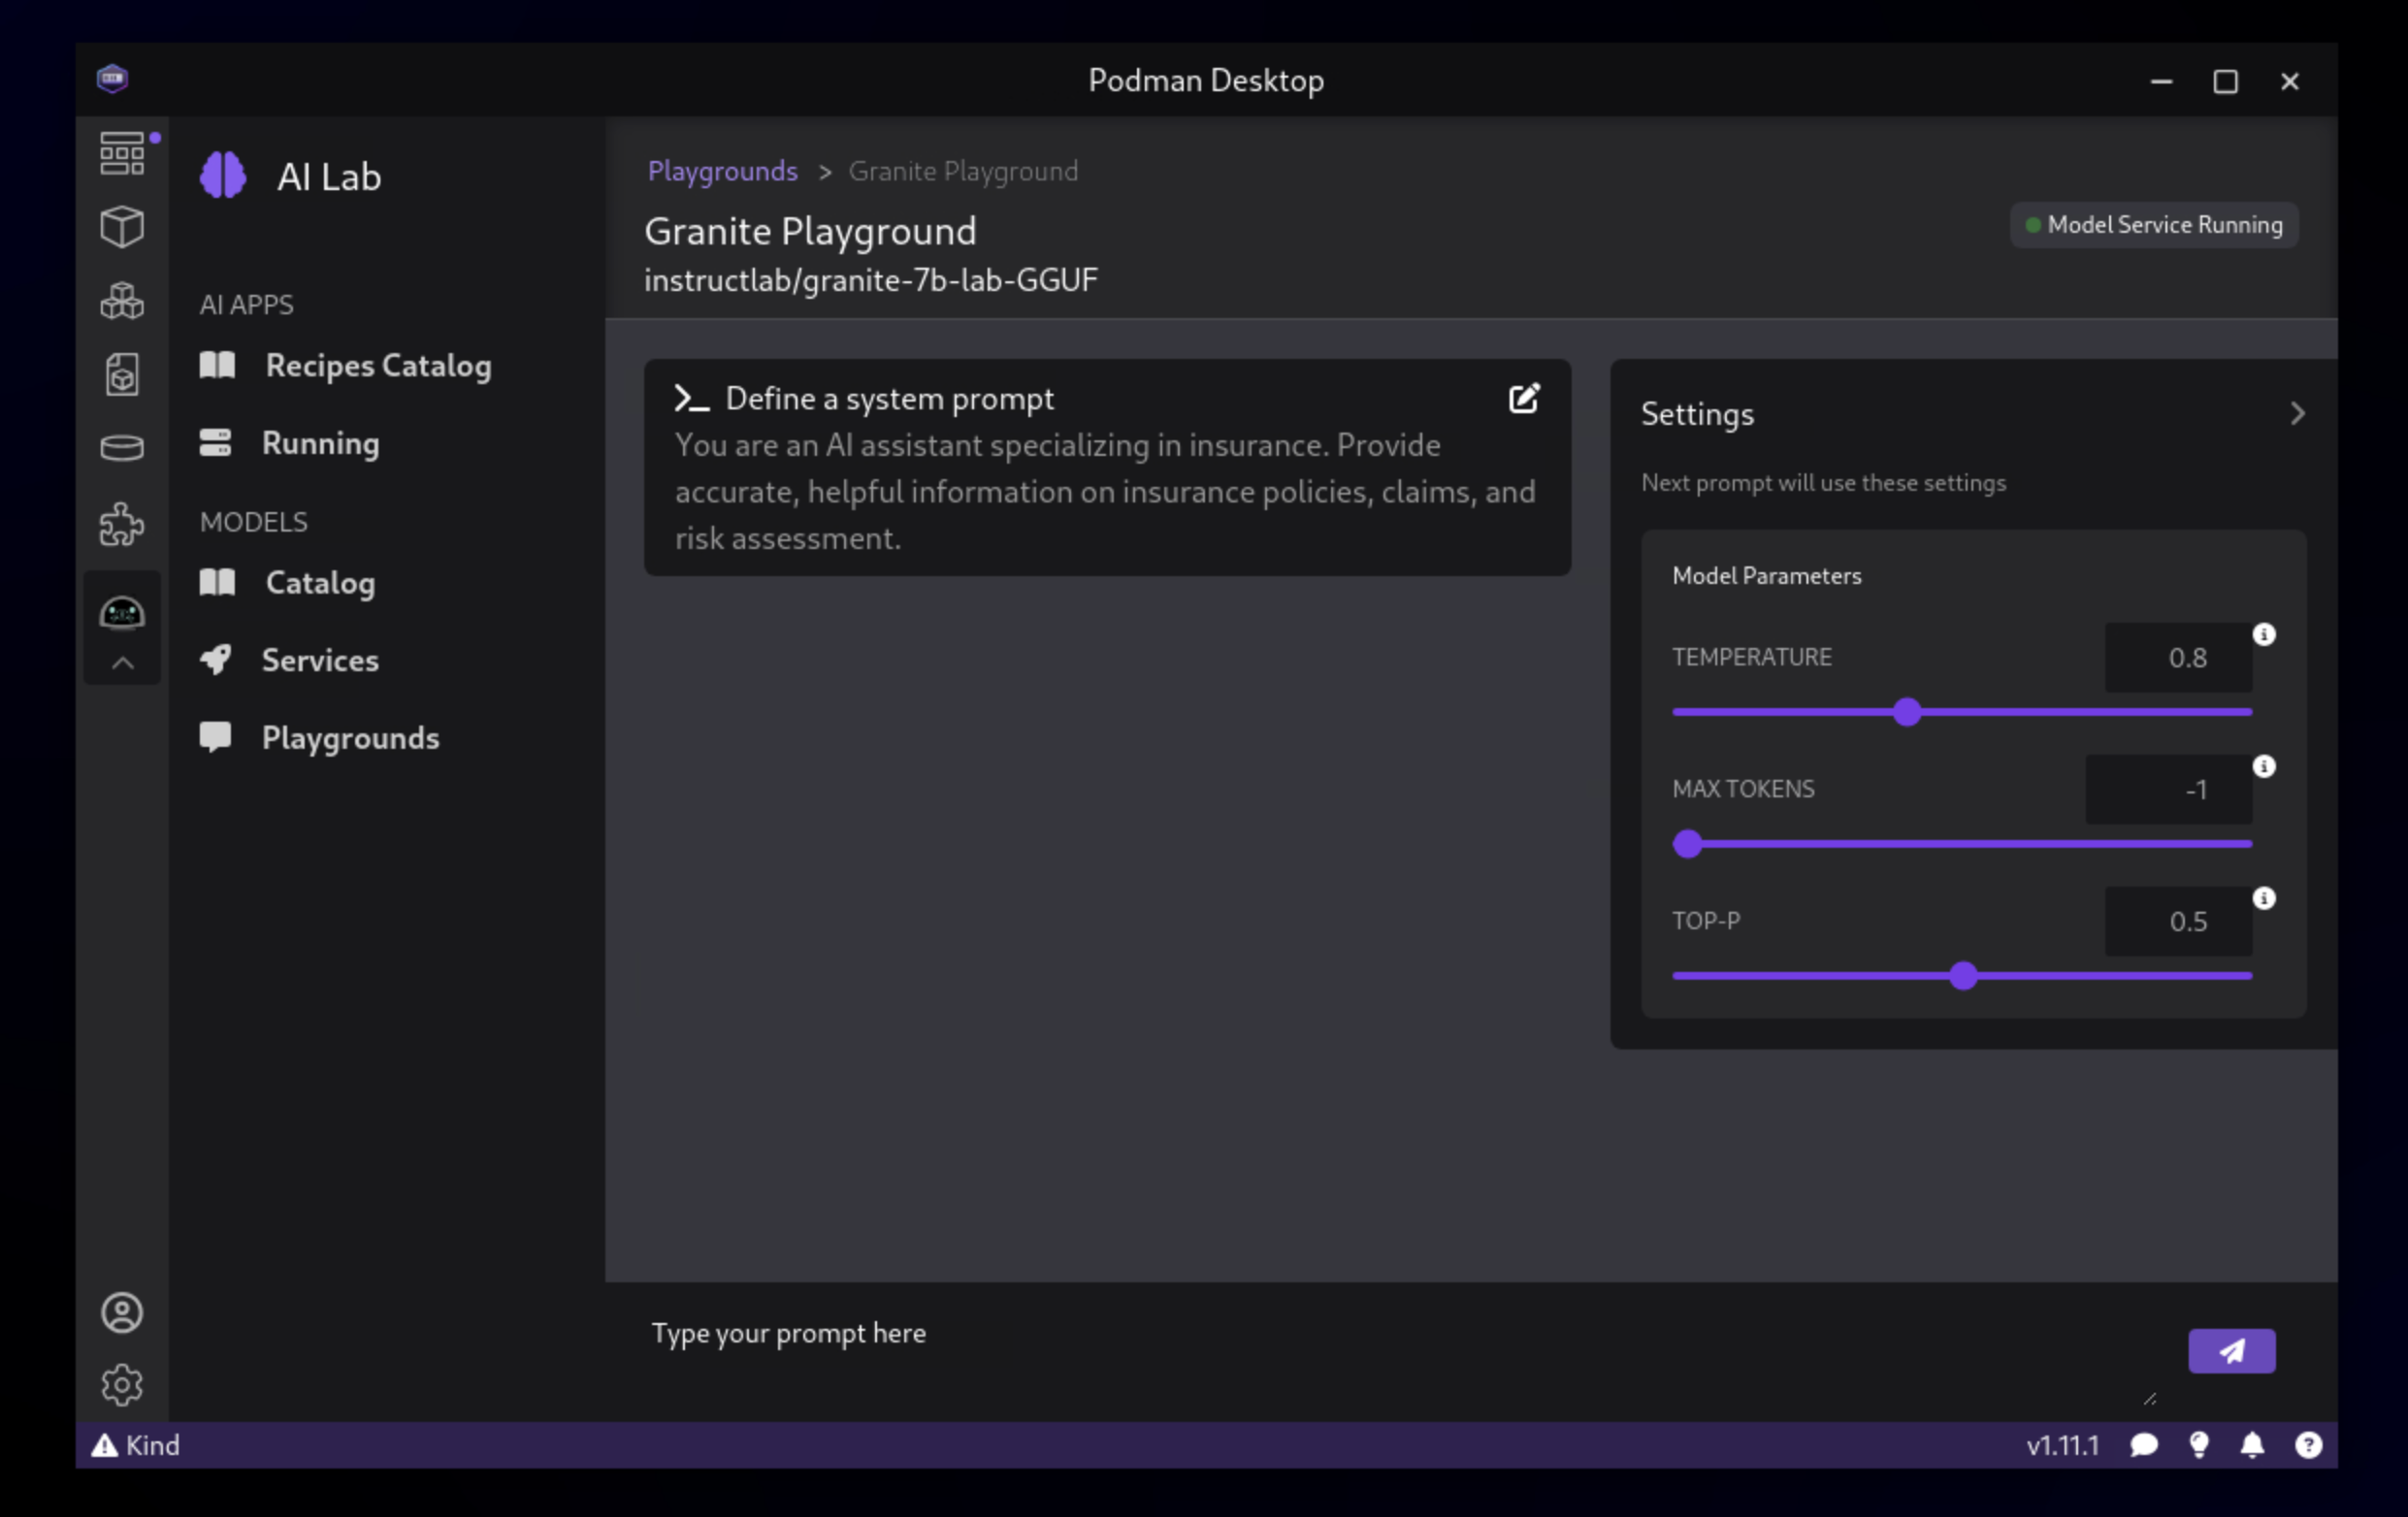 Podman Desktop
AI Lab
AI APPS
Recipes Catalog
Running
MODELS
Catalog
Services
Playgrounds
Playgrounds > Granite Playground
Granite Playground
instructlab/granite-7b-lab-GGUF
Model Service Running
Define a system prompt
You are an AI assistant specializing in insurance. Provide
accurate, helpful information on insurance policies, claims, and
risk assessment.
Settings
Next prompt will use these settings
Model Parameters
TEMPERATURE 0.8
MAX TOKENS -1
TOP-P 0.5
Type your prompt here
Kind
v1.11.1